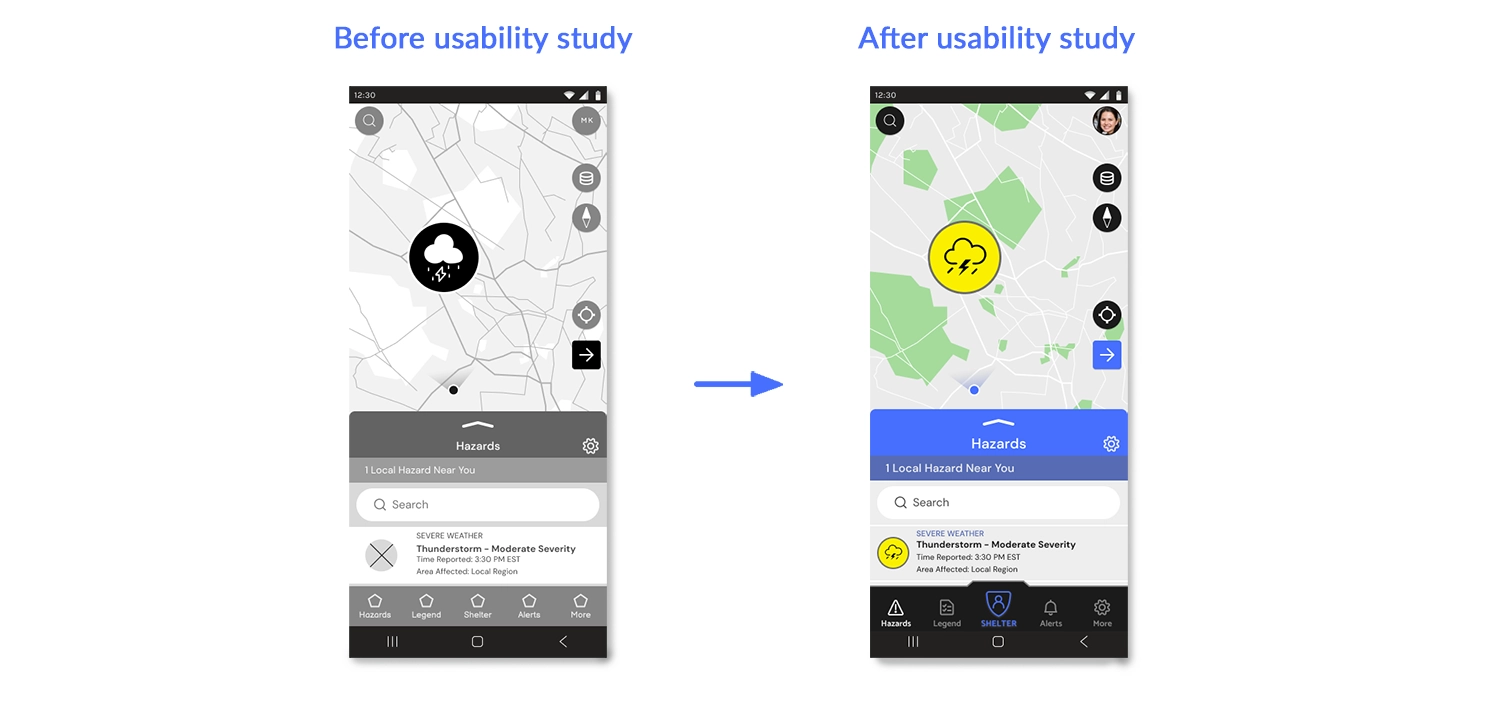 Before usability study
12:30
MK
Hazards
1 Local Hazard Near You
Search
SEVERE WEATHER
Thunderstorm - Moderate Severity
Time Reported: 3:30 PM EST
Area Affected: Local Region
Hazards Legend Shelter Alerts More
After usability study
12:30
Hazards
1 Local Hazard Near You
Search
SEVERE WEATHER
Thunderstorm - Moderate Severity
Time Reported: 3:30 PM EST
Area Affected: Local Region
Hazards Legend SHELTER Alerts More